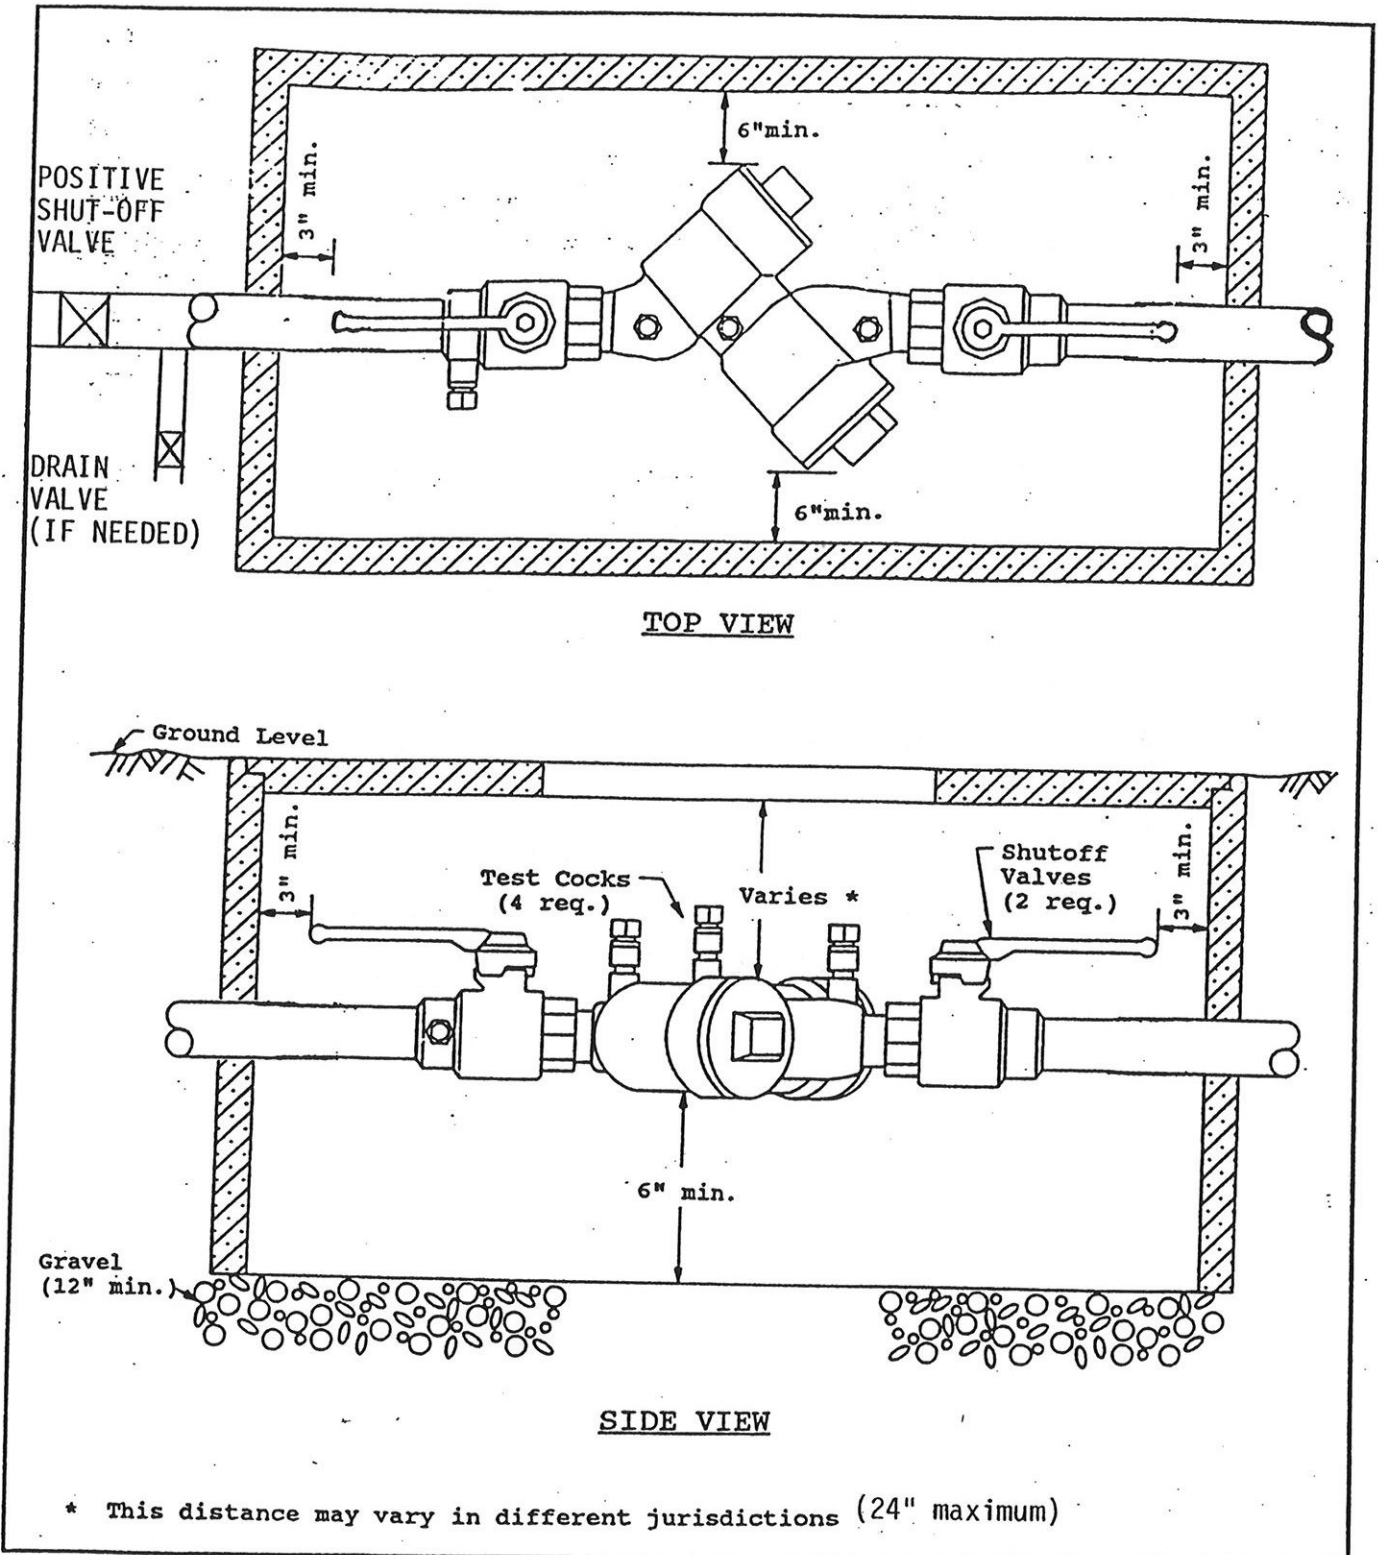 6"min.
3" min.
3" min.
POSITIVE
SHUT-OFF
VALVE
DRAIN
VALVE
(IF NEEDED)
6"min.
TOP VIEW
Ground Level
3" min.
Test Cocks
(4 req.)
Varies *
Shutoff
Valves
(2 req.)
3" min.
6" min.
Gravel
(12" min.)
SIDE VIEW
* This distance may vary in different jurisdictions (24" maximum)